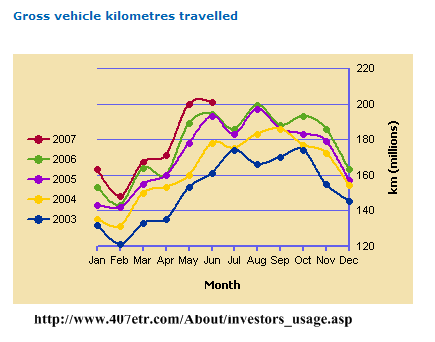 Gross vehicle kilometres travelled
220
200
180
160
140
120
km (millions)
2007
2006
2005
2004
2003
Jan Feb Mar Apr May Jun Jul Aug Sep Oct Nov Dec
Month
http://www.407etr.com/About/investors_usage.asp